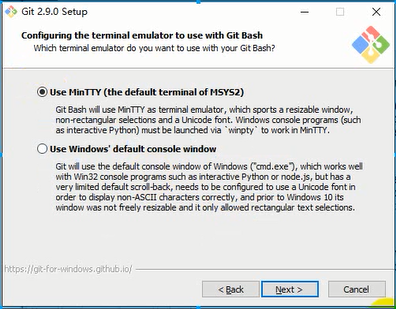 Git 2.9.0 Setup
Configuring the terminal emulator to use with Git Bash
Which terminal emulator do you want to use with your Git Bash?
Use MinTTY (the default terminal of MSYS2)
Git Bash will use MinTTY as terminal emulator, which sports a resizable window,
non-rectangular selections and a Unicode font. Windows console programs (such
as interactive Python) must be launched via `winpty` to work in MinTTY.
Use Windows' default console window
Git will use the default console window of Windows ("cmd.exe"), which works well
with Win32 console programs such as interactive Python or node.js, but has a
very limited default scroll-back, needs to be configured to use a Unicode font in
order to display non-ASCII characters correctly, and prior to Windows 10 its
window was not freely resizable and it only allowed rectangular text selections.
https://git-for-windows.github.io/
< Back
Next >
Cancel